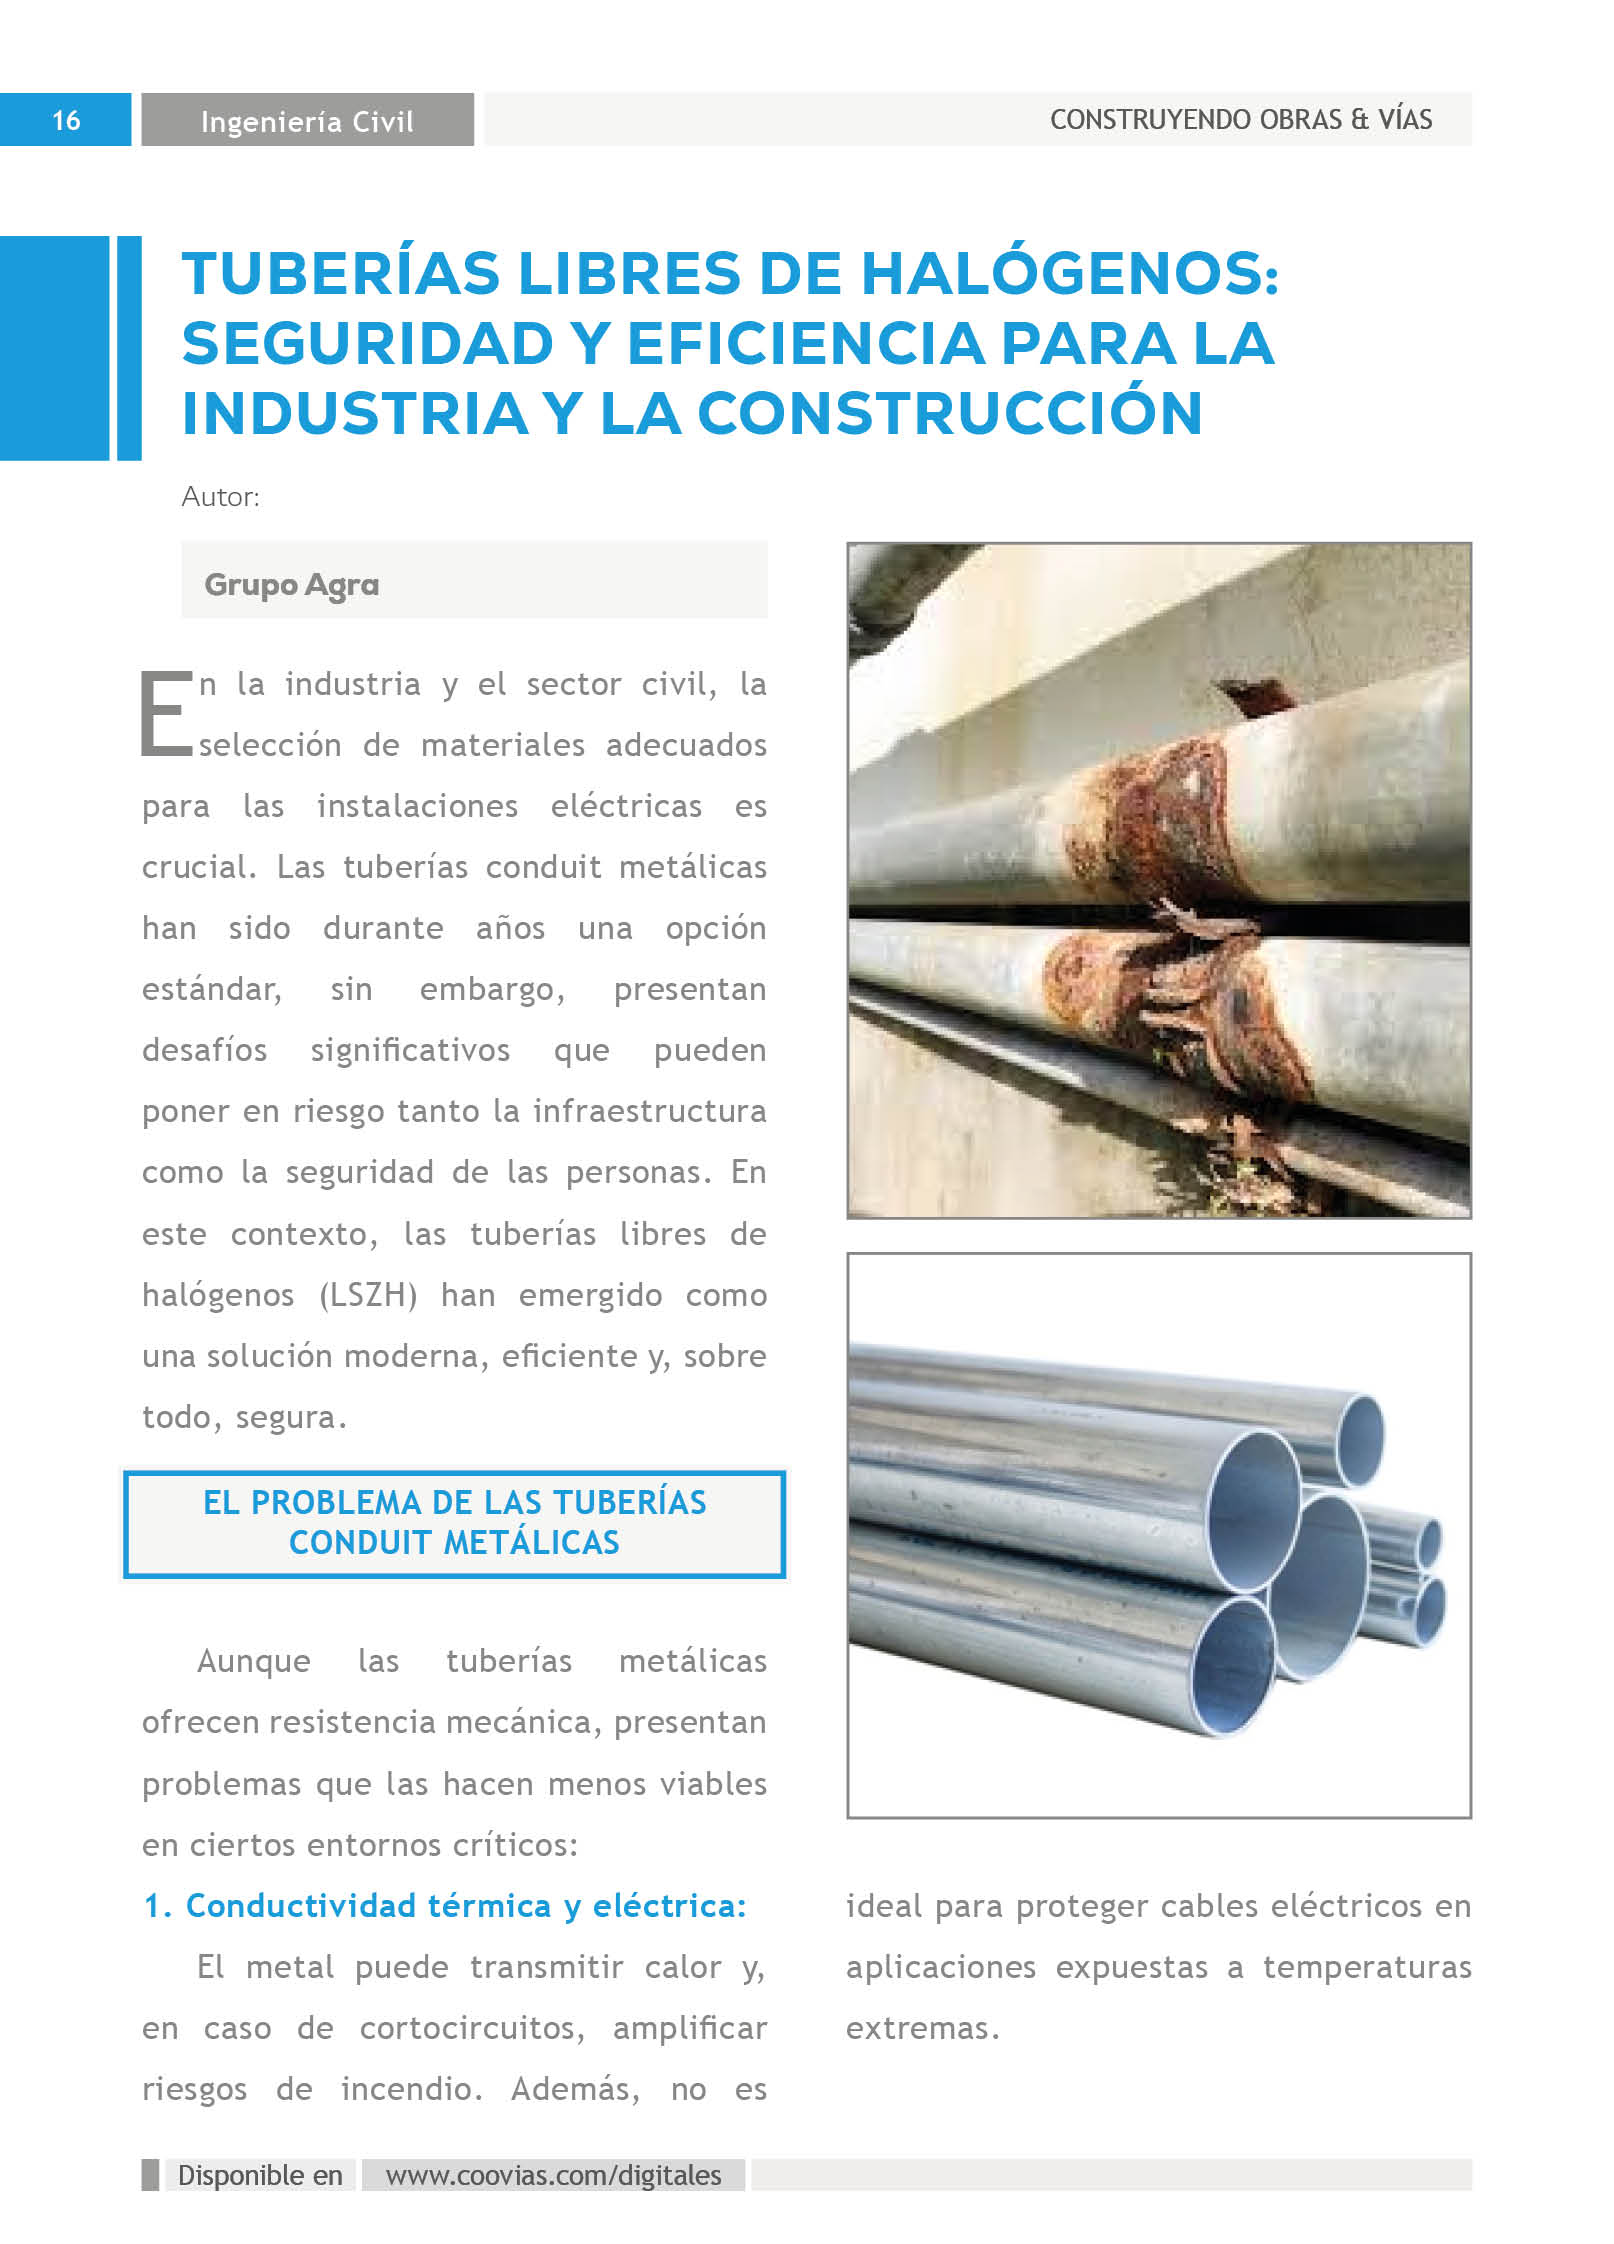 16
Ingeniería Civil
CONSTRUYENDO OBRAS & VÍAS
TUBERÍAS LIBRES DE HALÓGENOS:
SEGURIDAD Y EFICIENCIA PARA LA
INDUSTRIA Y LA CONSTRUCCIÓN
Autor:
Grupo Agra
En la industria y el sector civil, la
selección de materiales adecuados
para las instalaciones eléctricas es
crucial. Las tuberías conduit metálicas
han sido durante años una opción
estándar, sin embargo, presentan
desafíos significativos que pueden
poner en riesgo tanto la infraestructura
como la seguridad de las personas. En
este contexto, las tuberías libres de
halógenos (LSZH) han emergido como
una solución moderna, eficiente y, sobre
todo, segura.
EL PROBLEMA DE LAS TUBERÍAS
CONDUIT METÁLICAS
Aunque las tuberías metálicas
ofrecen resistencia mecánica, presentan
problemas que las hacen menos viables
en ciertos entornos críticos:
1. Conductividad térmica y eléctrica:
El metal puede transmitir calor y,
en caso de cortocircuitos, amplificar
riesgos de incendio. Además, no es
ideal para proteger cables eléctricos en
aplicaciones expuestas a temperaturas
extremas.
Disponible en
www.coovias.com/digitales